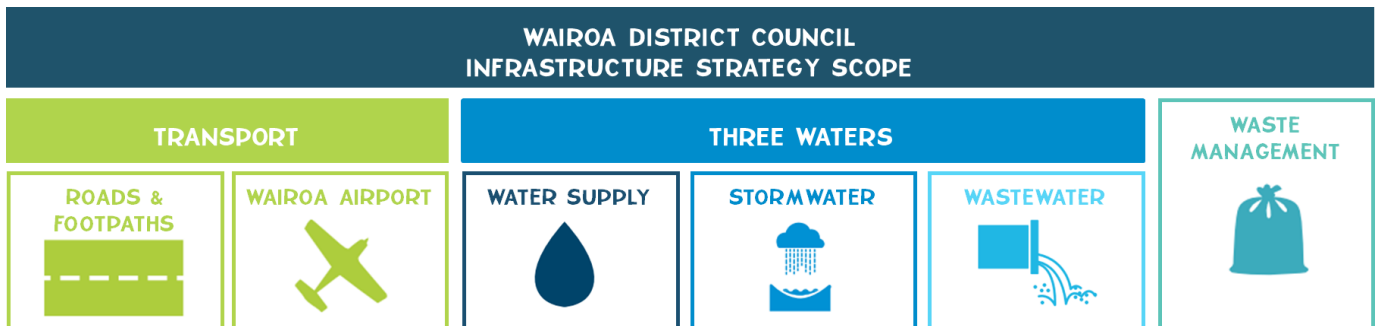 WAIROA DISTRICT COUNCIL
INFRASTRUCTURE STRATEGY SCOPE
TRANSPORT
THREE WATERS
WASTE
MANAGEMENT
ROADS &
FOOTPATHS
WAIROA AIRPORT
WATER SUPPLY
STORMWATER
WASTEWATER